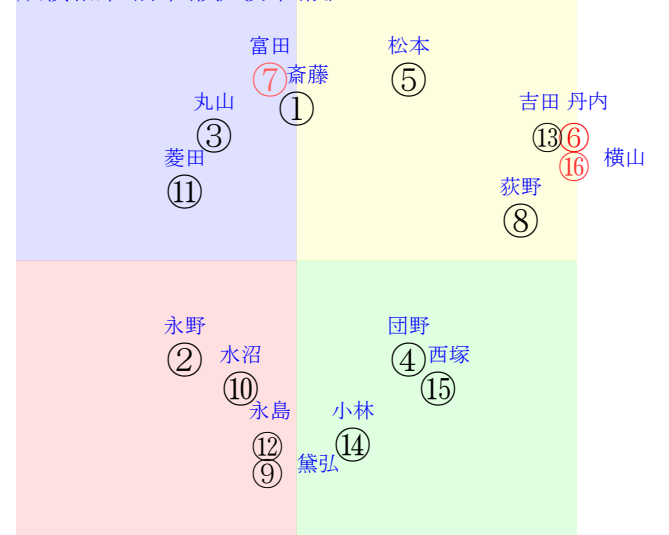 富田
松本
⑦
斎藤
⑤
丸山
①
吉田 丹内
③
⑬
⑥
菱田
⑯
横山
⑪
荻野
⑧
永野
団野
②
水沼
④
西塚
⑩
⑮
永島
小林
⑫
⑭
⑨
黛弘